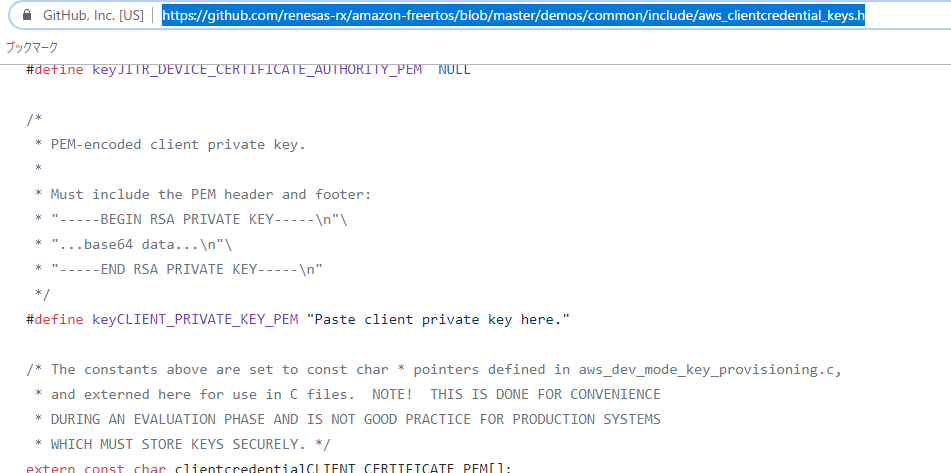 GitHub, Inc. [US] | https://github.com/renesas-rx/amazon-freertos/blob/master/demos/common/include/aws_clientcredential_keys.h
ブックマーク
#define keyJITR_DEVICE_CERTIFICATE_AUTHORITY_PEM  NULL
/*
 * PEM-encoded client private key.
 *
 * Must include the PEM header and footer:
 * "-----BEGIN RSA PRIVATE KEY-----\n"\
 * "...base64 data...\n"\
 * "-----END RSA PRIVATE KEY-----\n"
 */
#define keyCLIENT_PRIVATE_KEY_PEM "Paste client private key here."
/* The constants above are set to const char * pointers defined in aws_dev_mode_key_provisioning.c,
 * and externed here for use in C files.  NOTE!  THIS IS DONE FOR CONVENIENCE
 * DURING AN EVALUATION PHASE AND IS NOT GOOD PRACTICE FOR PRODUCTION SYSTEMS
 * WHICH MUST STORE KEYS SECURELY. */
extern const char clientcredentialCLIENT_CERTIFICATE_PEM[];